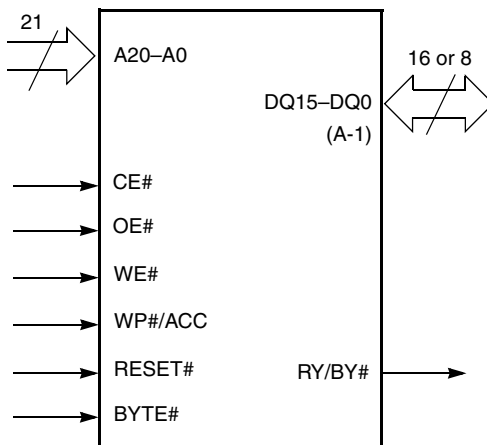 21
A20–A0
16 or 8
DQ15–DQ0
(A-1)
CE#
OE#
WE#
WP#/ACC
RESET#
RY/BY#
BYTE#